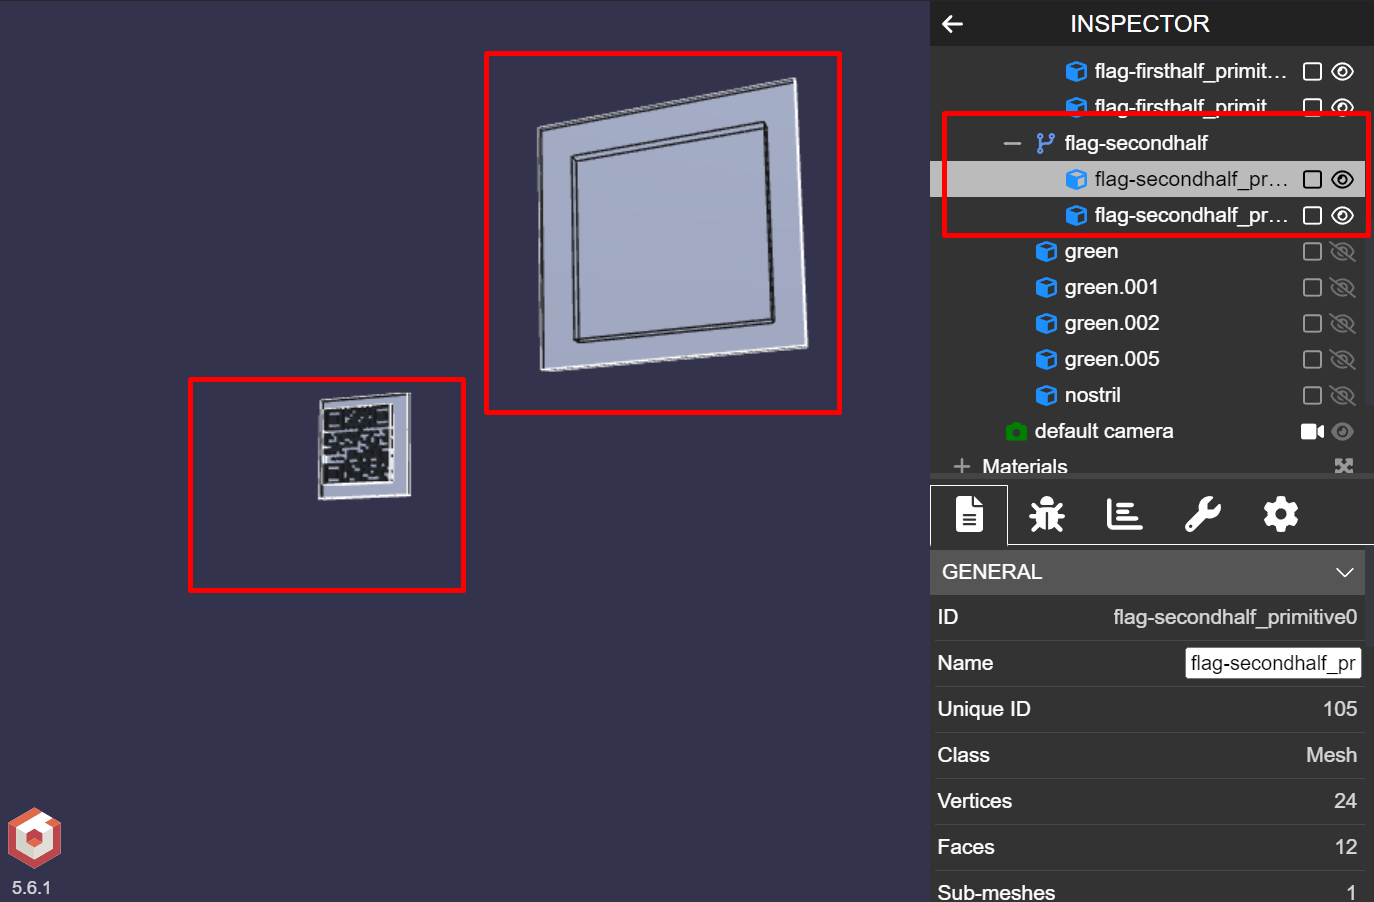 INSPECTOR
flag-firsthalf_primit...
flag-firsthalf_primit
flag-secondhalf
flag-secondhalf_pr...
flag-secondhalf_pr...
green
green.001
green.002
green.005
nostril
default camera
Materials
GENERAL
ID flag-secondhalf_primitive0
Name flag-secondhalf_pr
Unique ID 105
Class Mesh
Vertices 24
Faces 12
Sub-meshes 1
5.6.1